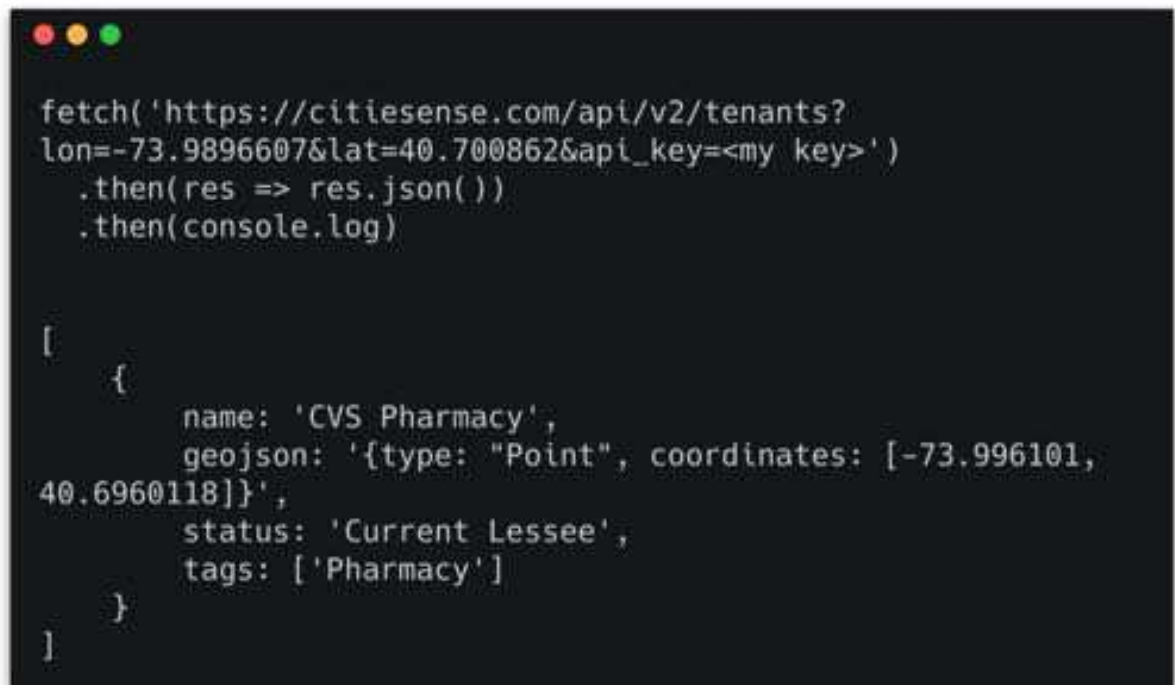 fetch('https://citiesense.com/api/v2/tenants?
lon=-73.9896607&lat=40.700862&api_key=<my key>')
  .then(res => res.json())
  .then(console.log)
[
    {
        name: 'CVS Pharmacy',
        geojson: '{type: "Point", coordinates: [-73.996101,
40.6960118]}',
        status: 'Current Lessee',
        tags: ['Pharmacy']
    }
]